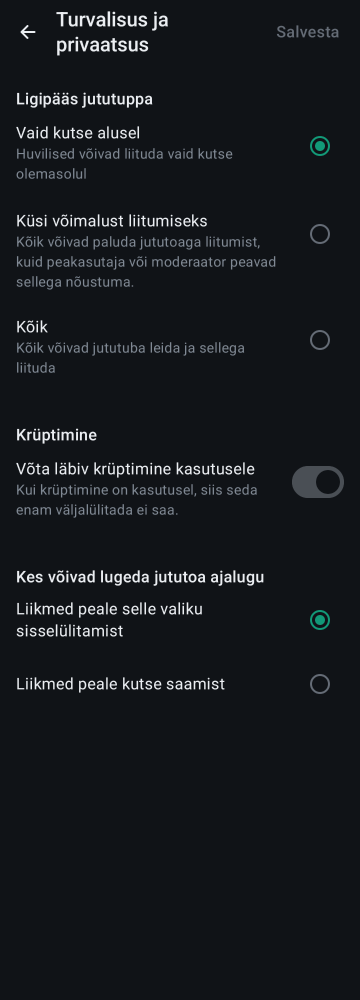 Turvalisus ja
privaatsus
Salvesta
Ligipääs jututuppa
Vaid kutse alusel
Huvilised võivad liituda vaid kutse
olemasolul
Küsi võimalust liitumiseks
Kõik võivad paluda jututoaga liitumist,
kuid peakasutaja või moderaator peavad
sellega nõustuma.
Kõik
Kõik võivad jututuba leida ja sellega
liituda
Krüptimine
Võta läbiv krüptimine kasutusele
Kui krüptimine on kasutusel, siis seda
enam väljalülitada ei saa.
Kes võivad lugeda jututoa ajalugu
Liikmed peale selle valiku
sisselülitamist
Liikmed peale kutse saamist